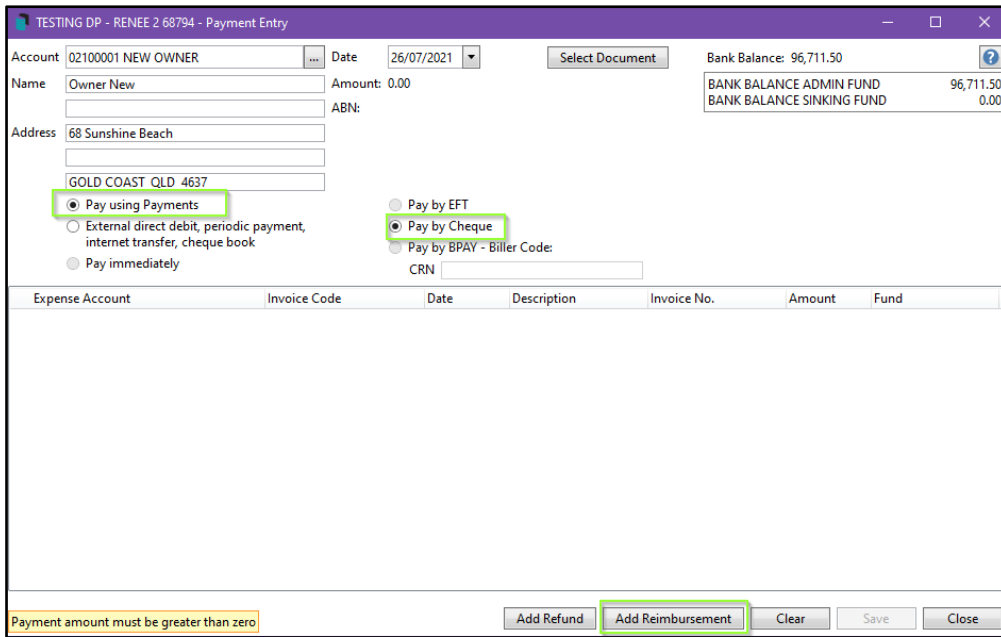 TESTING DP - RENEE 2 68794 - Payment Entry
Account 02100001 NEW OWNER ... Date 26/07/2021 Select Document Bank Balance: 96,711.50 ?
Name Owner New Amount: 0.00 BANK BALANCE ADMIN FUND 96,711.50
ABN: BANK BALANCE SINKING FUND 0.00
Address 68 Sunshine Beach
GOLD COAST QLD 4637
Pay using Payments Pay by EFT
External direct debit, periodic payment, Pay by Cheque
internet transfer, cheque book Pay by BPAY - Biller Code:
Pay immediately CRN
Expense Account Invoice Code Date Description Invoice No. Amount Fund
Payment amount must be greater than zero Add Refund Add Reimbursement Clear Save Close